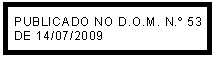 PUBLICADO NO D.O.M. N.º 53
DE 14/07/2009